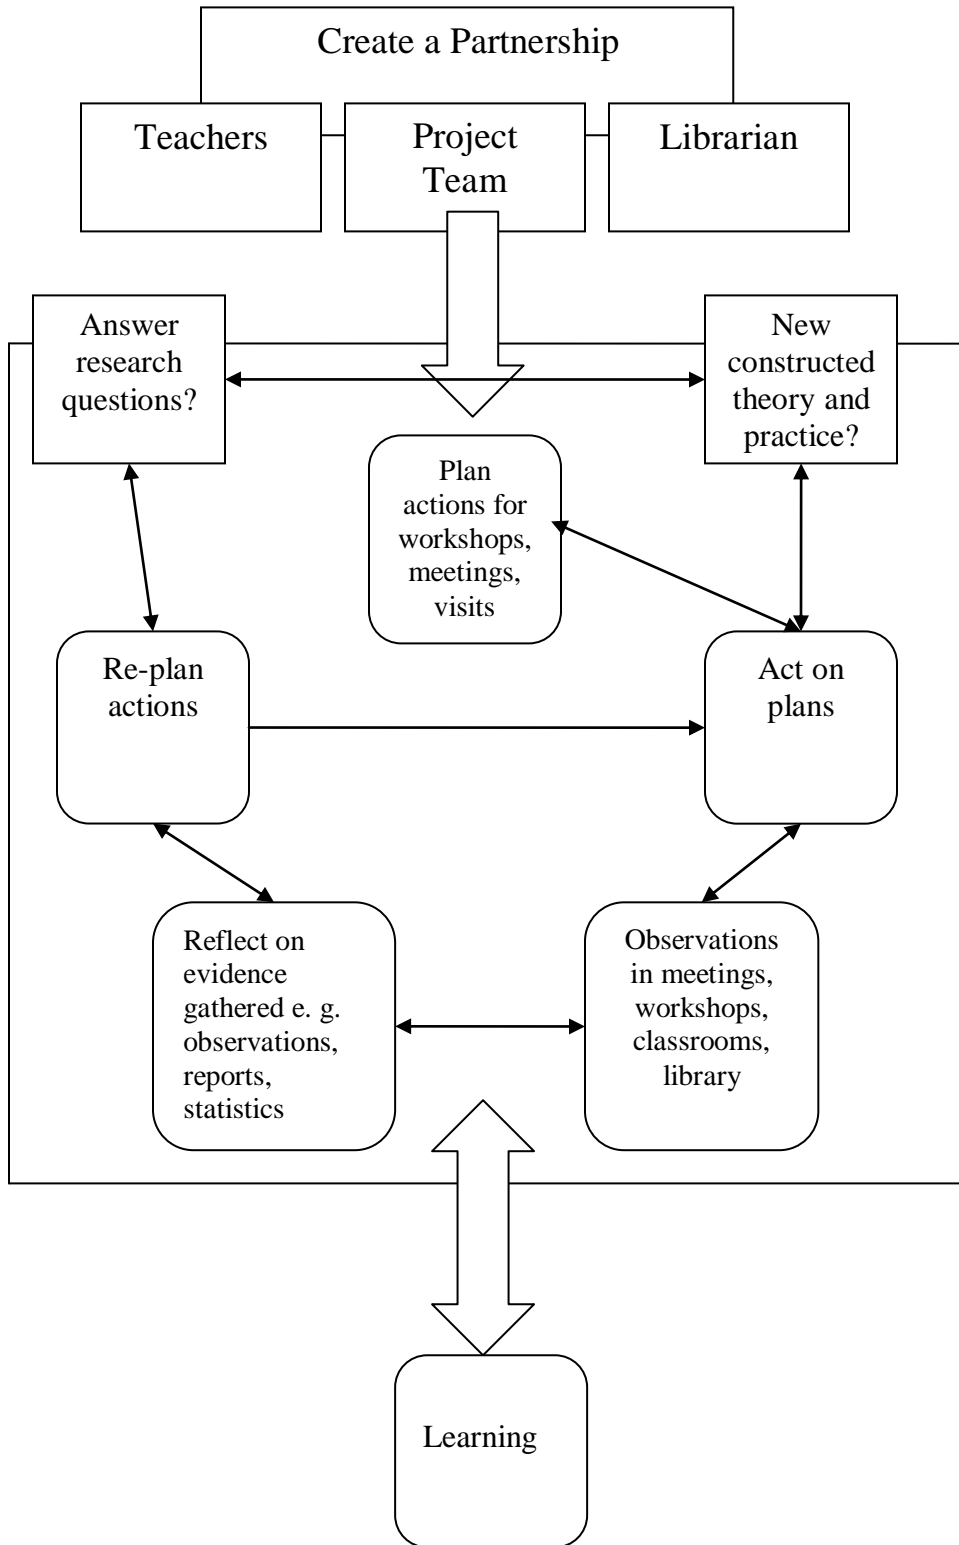 Create a Partnership
Teachers
Project
Team
Librarian
Answer
research
questions?
New
constructed
theory and
practice?
Plan
actions for
workshops,
meetings,
visits
Re-plan
actions
Act on
plans
Reflect on
evidence
gathered e. g.
observations,
reports,
statistics
Observations
in meetings,
workshops,
classrooms,
library
Learning